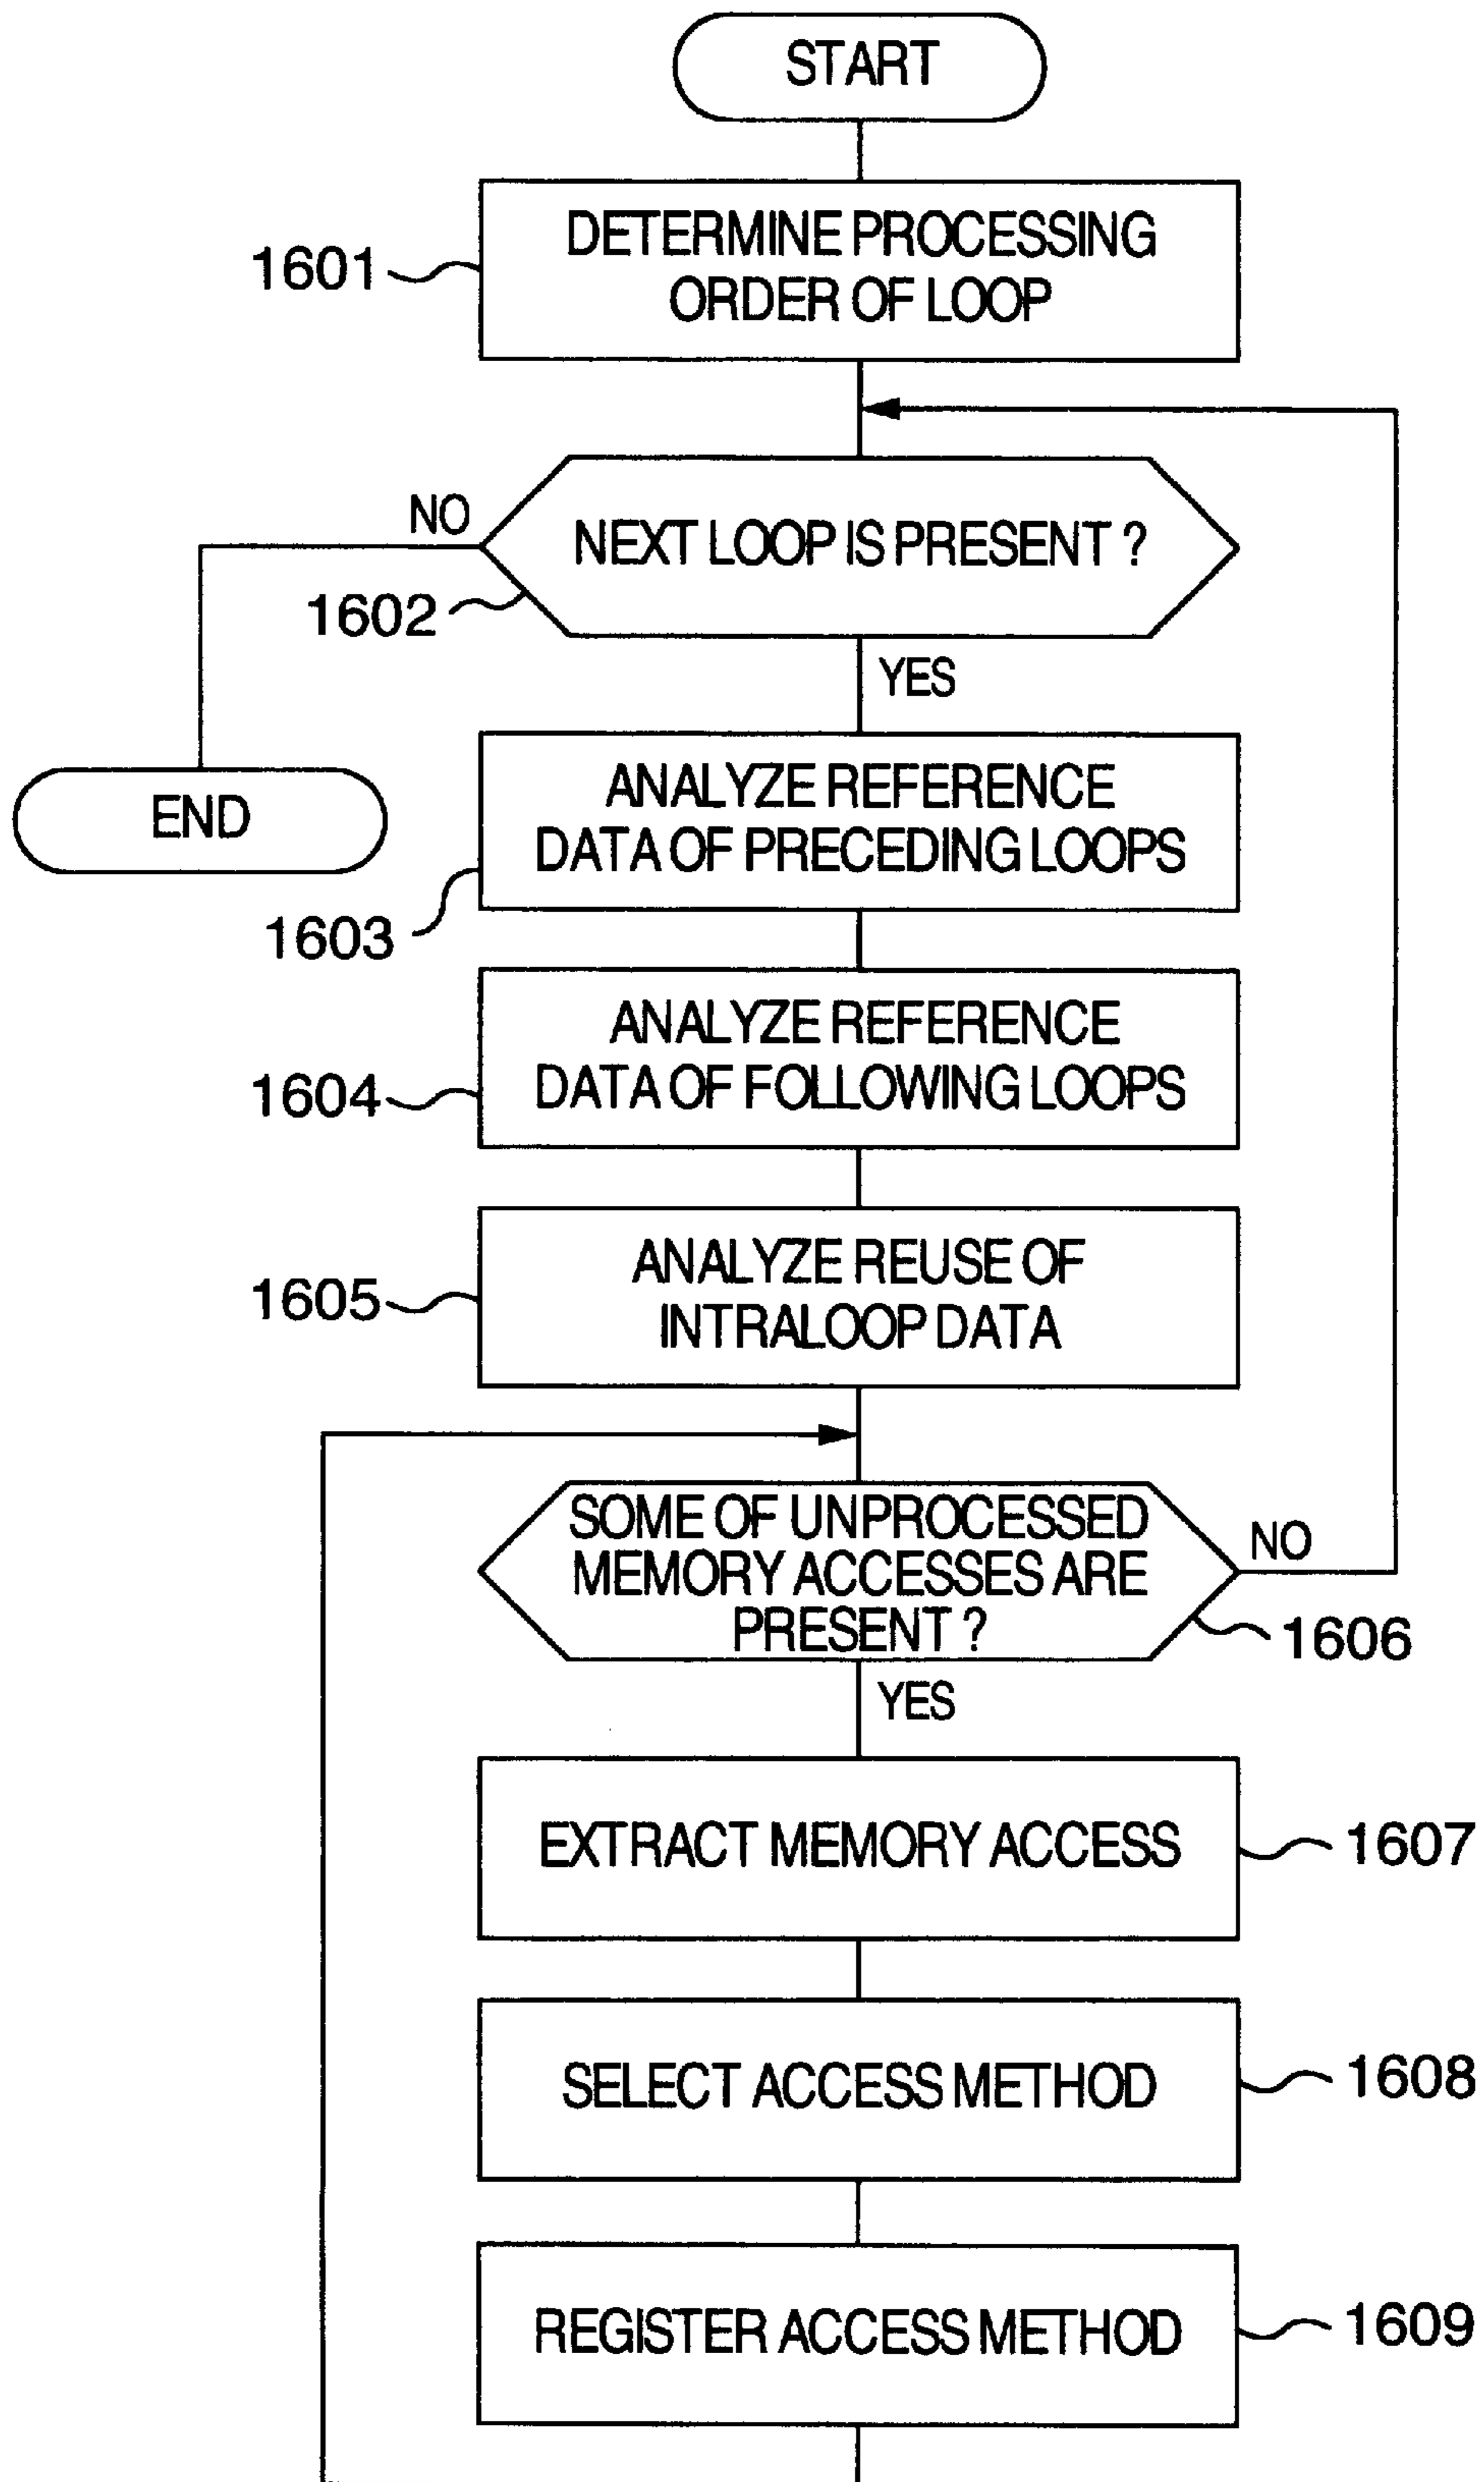 START
1601
DETERMINE PROCESSING
ORDER OF LOOP
NO
NEXT LOOP IS PRESENT ?
1602
YES
END
ANALYZE REFERENCE
DATA OF PRECEDING LOOPS
1603
ANALYZE REFERENCE
DATA OF FOLLOWING LOOPS
1604
ANALYZE REUSE OF
INTRALOOP DATA
1605
SOME OF UNPROCESSED
MEMORY ACCESSES ARE
PRESENT ?
NO
1606
YES
EXTRACT MEMORY ACCESS
1607
SELECT ACCESS METHOD
1608
REGISTER ACCESS METHOD
1609